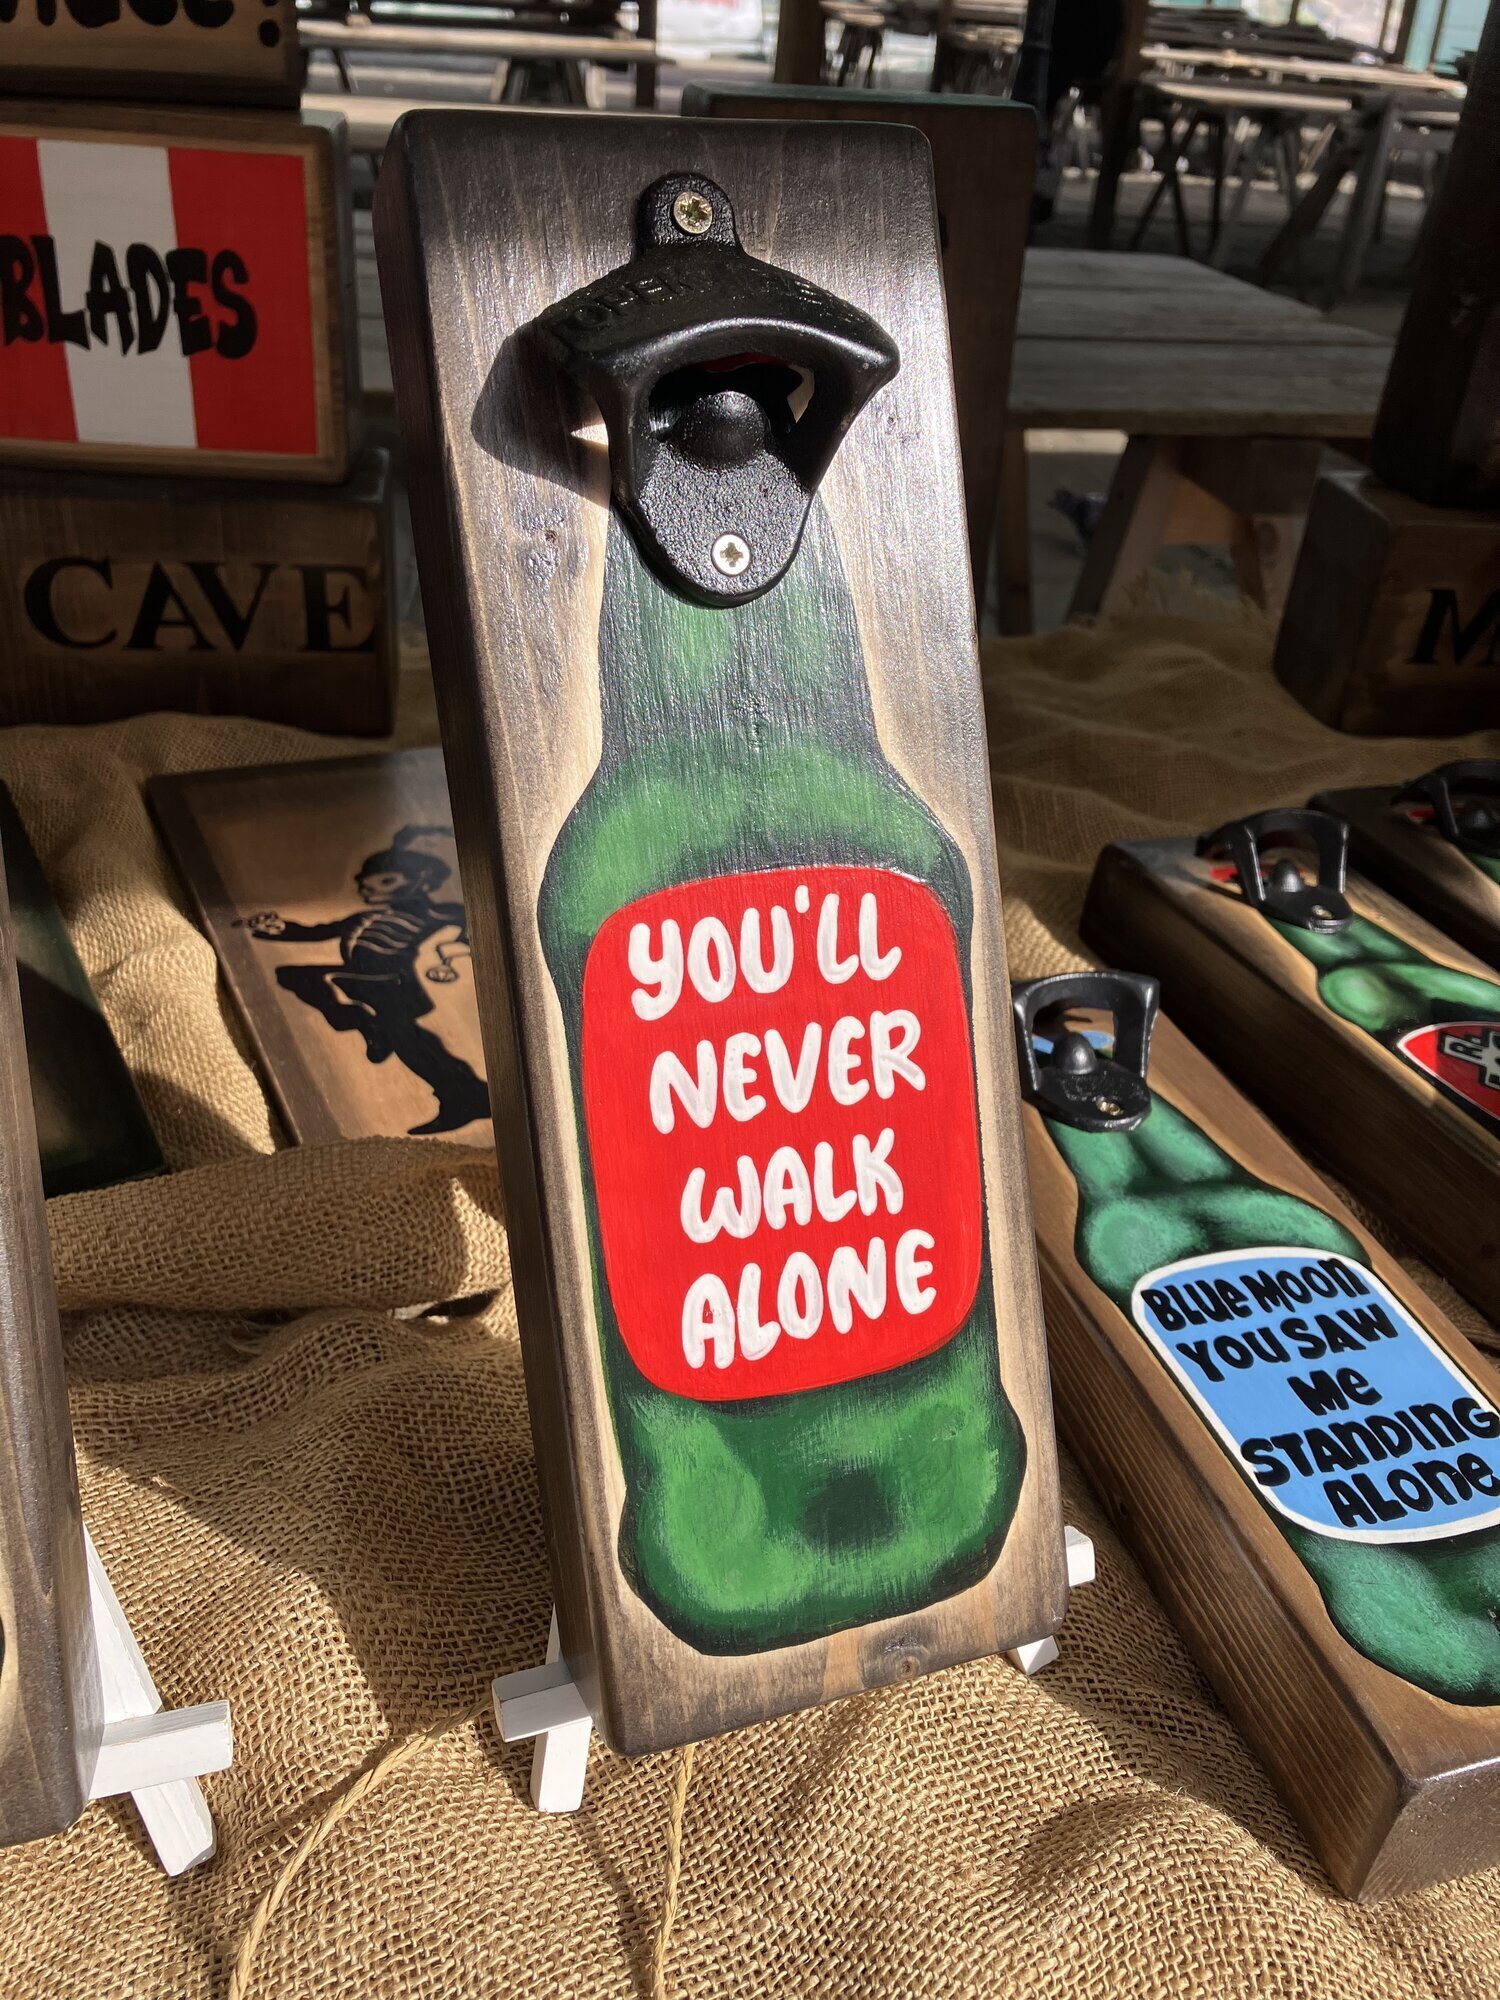 BLADES
CAVE
YOU'LL
NEVER
WALK
ALONE
BLUe MOON
YOU SAW
Me
STANDING
ALONe